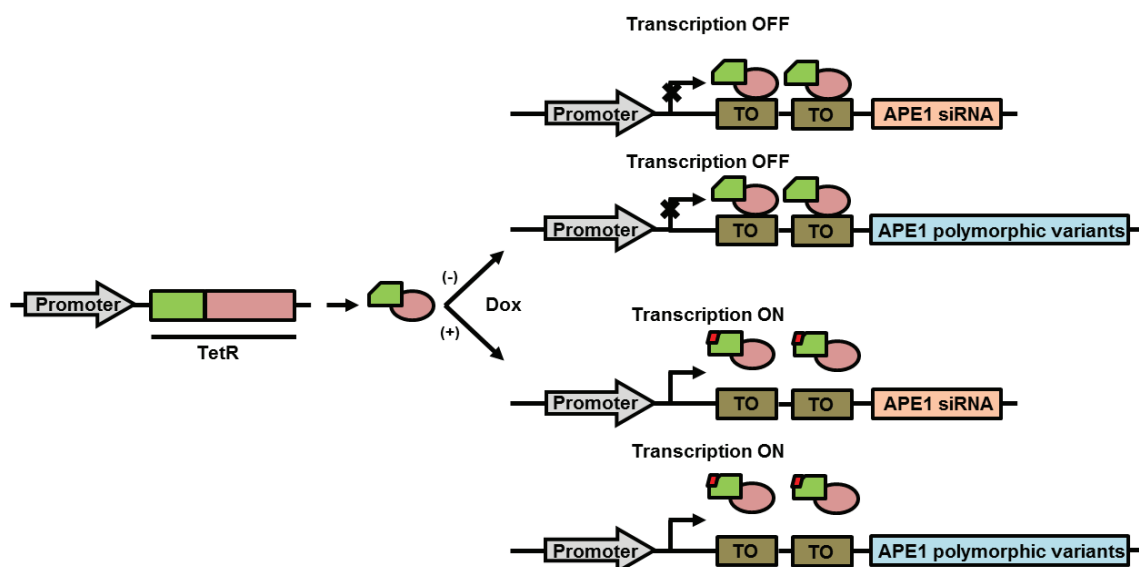 Transcription OFF
Promoter TO TO APE1 siRNA
Transcription OFF
Promoter TO TO APE1 polymorphic variants
Promoter
TetR
(-)
Dox
(+)
Transcription ON
Promoter TO TO APE1 siRNA
Transcription ON
Promoter TO TO APE1 polymorphic variants